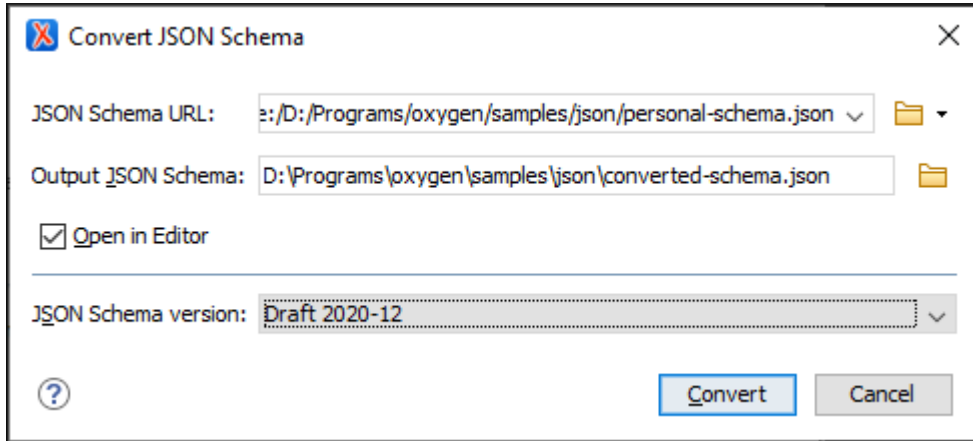 Convert JSON Schema
JSON Schema URL: e:/D:/Programs/oxygen/samples/json/personal-schema.json
Output JSON Schema: D:\Programs\oxygen\samples\json\converted-schema.json
Open in Editor
JSON Schema version: Draft 2020-12
? Convert Cancel